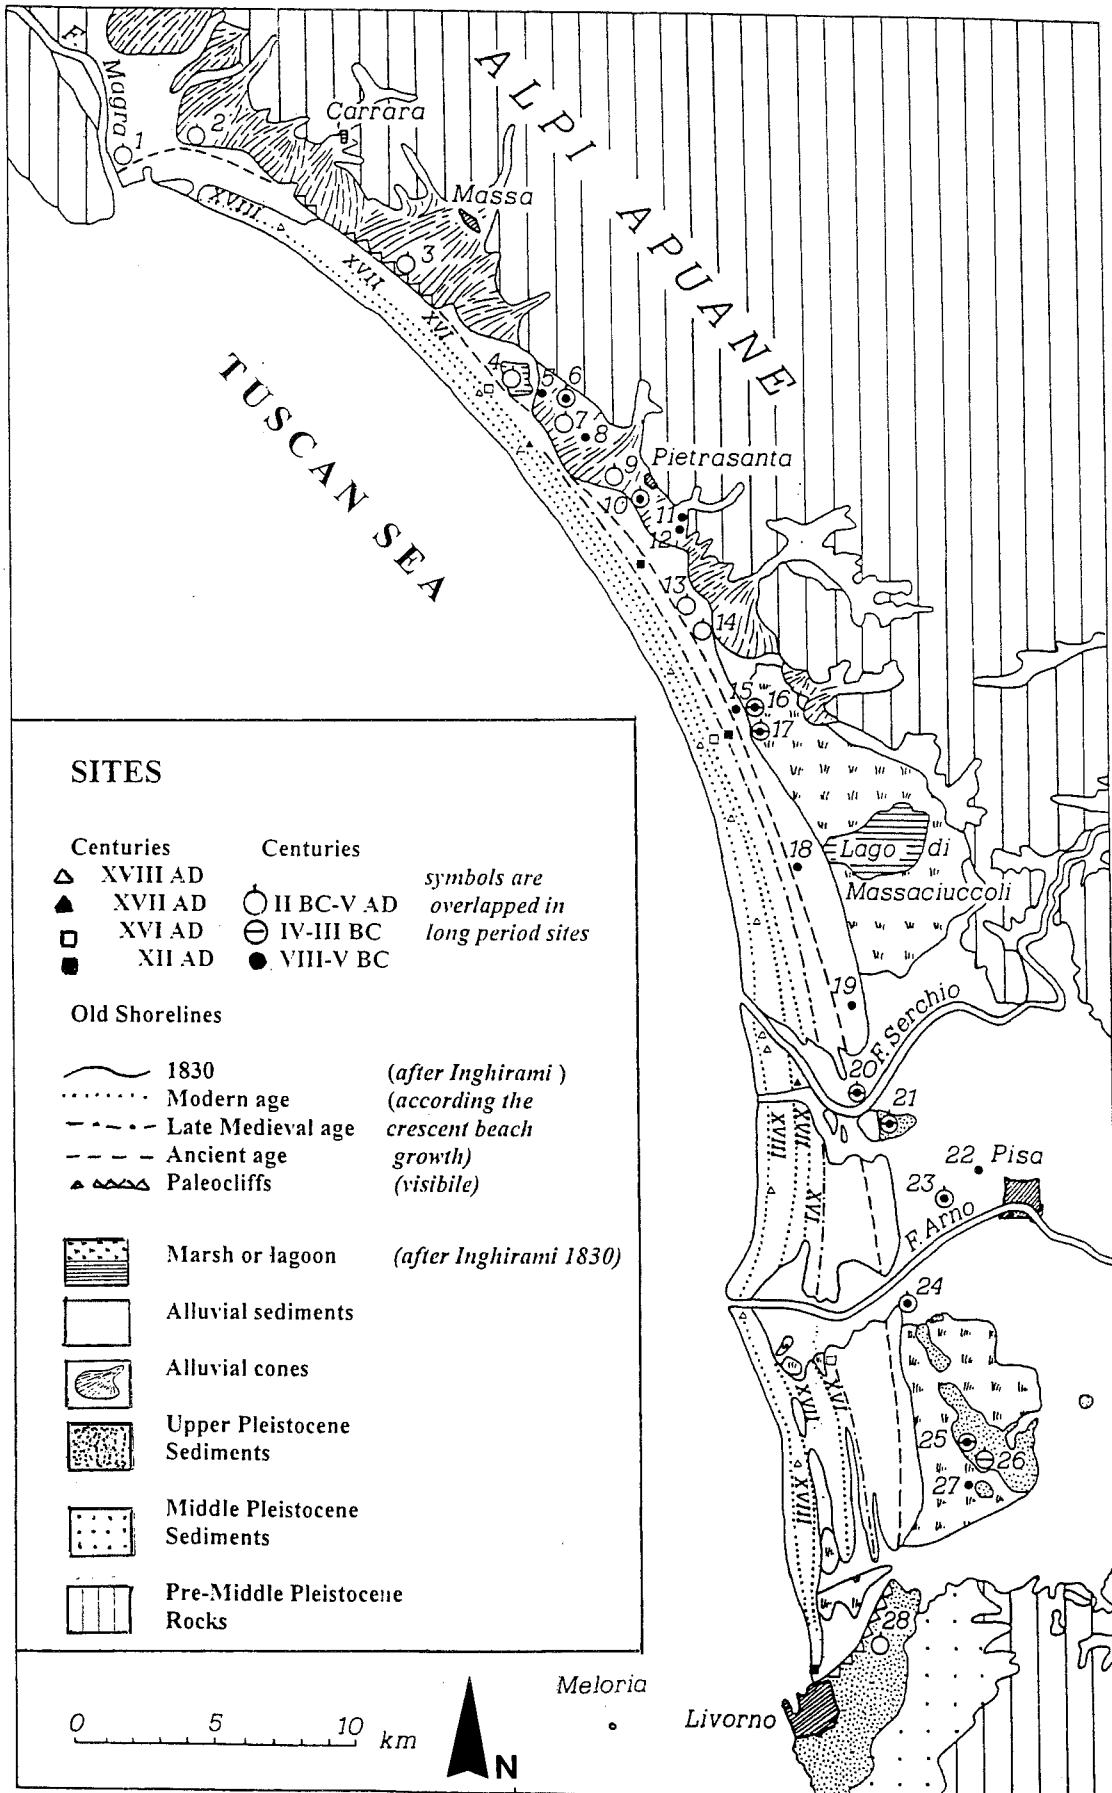 F. Magra
1
2
Carrara
ALPI APUANE
Massa
3
XVIII
XVII
XVI
TUSCAN SEA
4
5
6
7
8
9
Pietrasanta
10
11
12
13
14
15
16
17
18
Lago di
Massaciuccoli
19
F. Serchio
20
21
22
Pisa
23
F. Arno
XVIII
XVII
XVI
24
XVII
XVI
XVIII
25
26
27
28
Livorno
Meloria
SITES
Centuries Centuries
XVIII AD symbols are
XVII AD II BC-V AD overlapped in
XVI AD IV-III BC long period sites
XII AD VIII-V BC
Old Shorelines
1830 (after Inghirami )
Modern age (according the
Late Medieval age crescent beach
Ancient age growth)
Paleocliffs (visibile)
Marsh or lagoon (after Inghirami 1830)
Alluvial sediments
Alluvial cones
Upper Pleistocene
Sediments
Middle Pleistocene
Sediments
Pre-Middle Pleistocene
Rocks
0 5 10 km
N